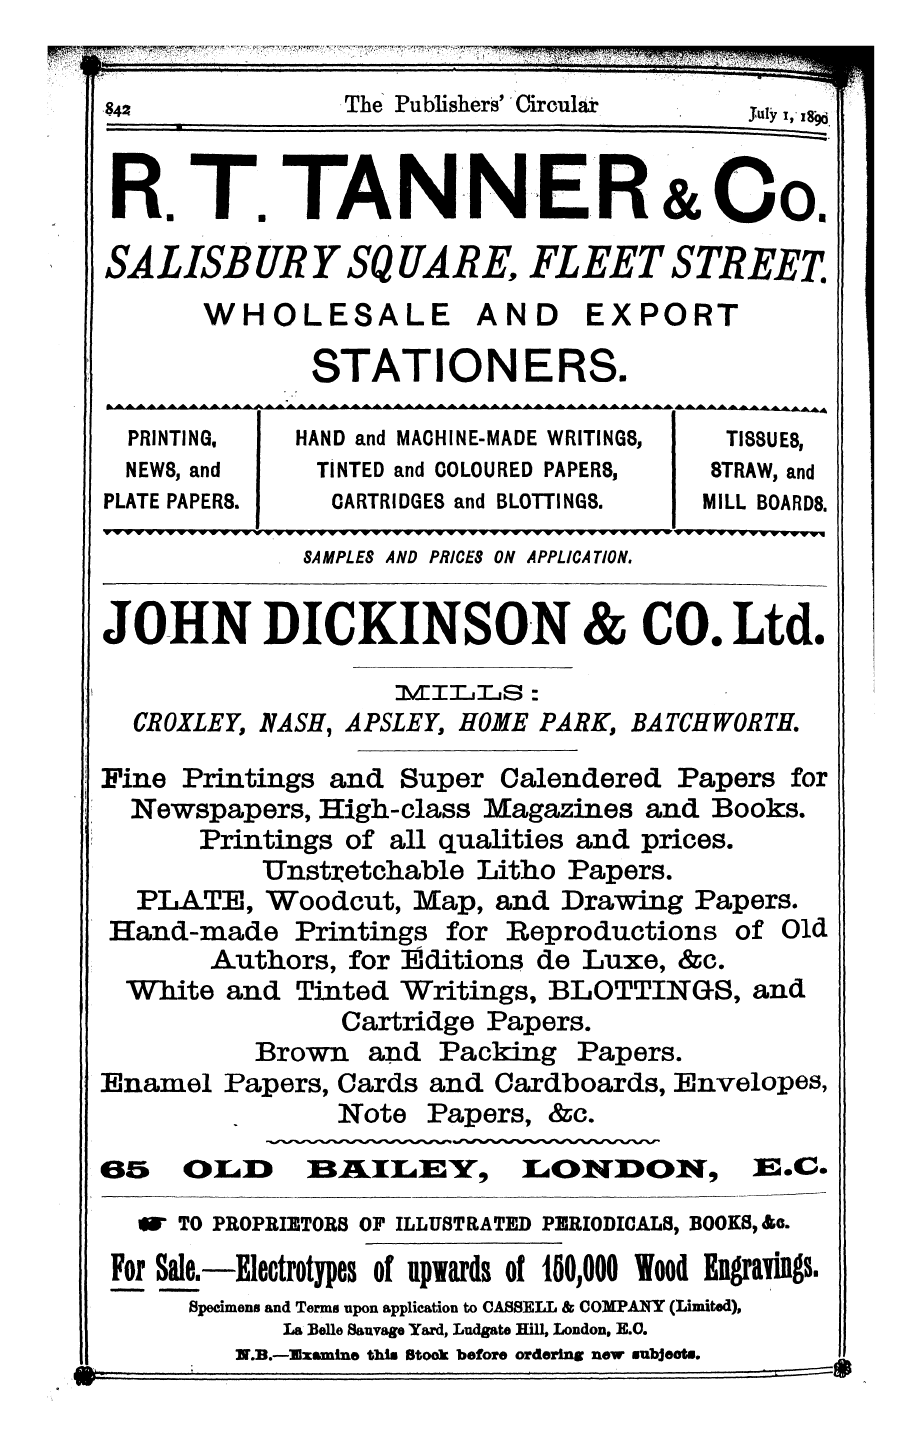 842 The Publishers' Circular July 1, 1890
R. T. TANNER & Co.
SALISBURY SQUARE, FLEET STREET.
WHOLESALE AND EXPORT
STATIONERS.
PRINTING,
NEWS, and
PLATE PAPERS.
HAND and MACHINE-MADE WRITINGS,
TINTED and COLOURED PAPERS,
CARTRIDGES and BLOTTINGS.
TISSUES,
STRAW, and
MILL BOARDS.
SAMPLES AND PRICES ON APPLICATION.
JOHN DICKINSON & CO. Ltd.
MILLS:
CROXLEY, NASH, APSLEY, HOME PARK, BATCHWORTH.
Fine Printings and Super Calendered Papers for
Newspapers, High-class Magazines and Books.
Printings of all qualities and prices.
Unstretchable Litho Papers.
PLATE, Woodcut, Map, and Drawing Papers.
Hand-made Printings for Reproductions of Old
Authors, for Editions de Luxe, &c.
White and Tinted Writings, BLOTTINGS, and
Cartridge Papers.
Brown and Packing Papers.
Enamel Papers, Cards and Cardboards, Envelopes,
Note Papers, &c.
65 OLD BAILEY, LONDON, E.C.
☛ TO PROPRIETORS OF ILLUSTRATED PERIODICALS, BOOKS, &c.
For Sale.—Electrotypes of upwards of 150,000 Wood Engravings.
Specimens and Terms upon application to CASSELL & COMPANY (Limited),
La Belle Sauvage Yard, Ludgate Hill, London, E.C.
N.B.—Examine this Stock before ordering new subjects.